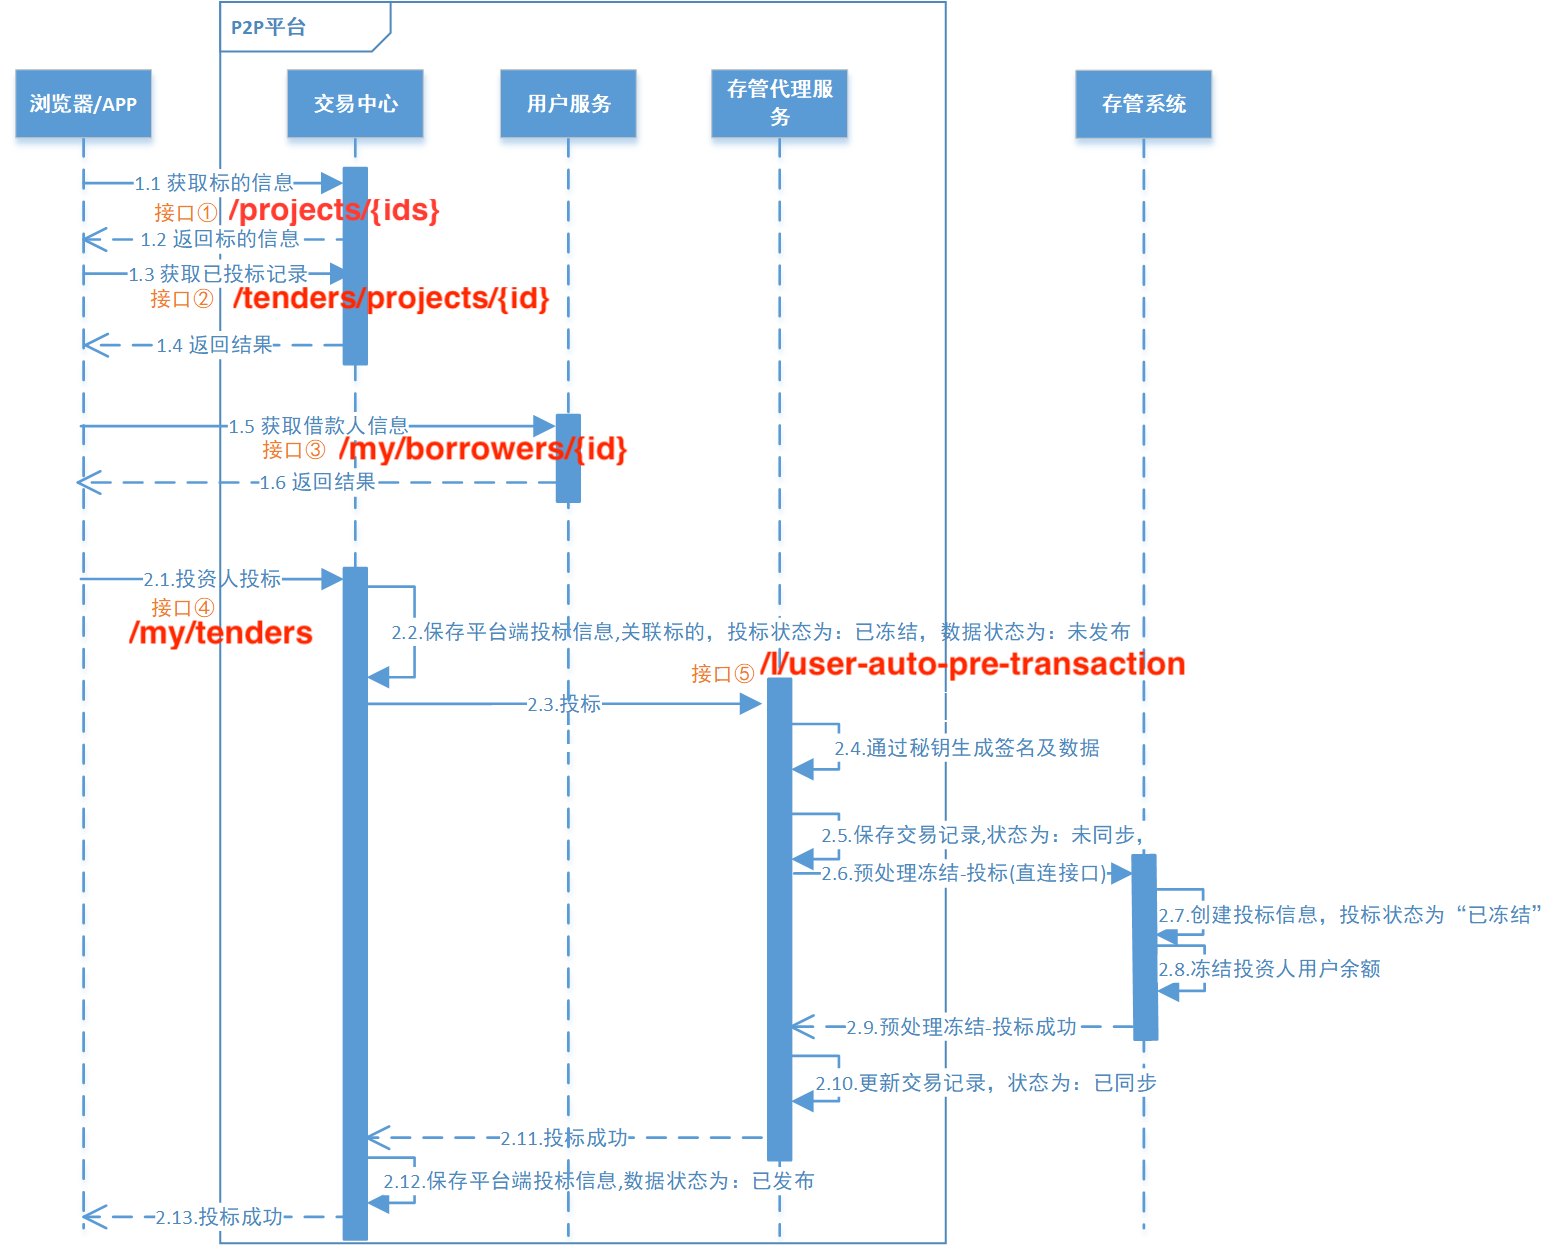 P2P平台
浏览器/APP
交易中心
用户服务
存管代理服
务
存管系统
1.1 获取标的信息
接口① /projects/{ids}
1.2 返回标的信息
1.3 获取已投标记录
接口② /tenders/projects/{id}
1.4 返回结果
1.5 获取借款人信息
接口③ /my/borrowers/{id}
1.6 返回结果
2.1.投资人投标
接口④
/my/tenders
2.2.保存平台端投标信息,关联标的，投标状态为：已冻结，数据状态为：未发布
接口⑤ /l/user-auto-pre-transaction
2.3.投标
2.4.通过秘钥生成签名及数据
2.5.保存交易记录,状态为：未同步，
2.6.预处理冻结-投标(直连接口)
2.7.创建投标信息，投标状态为“已冻结”
2.8.冻结投资人用户余额
2.9.预处理冻结-投标成功
2.10.更新交易记录，状态为：已同步
2.11.投标成功
2.12.保存平台端投标信息,数据状态为：已发布
2.13.投标成功